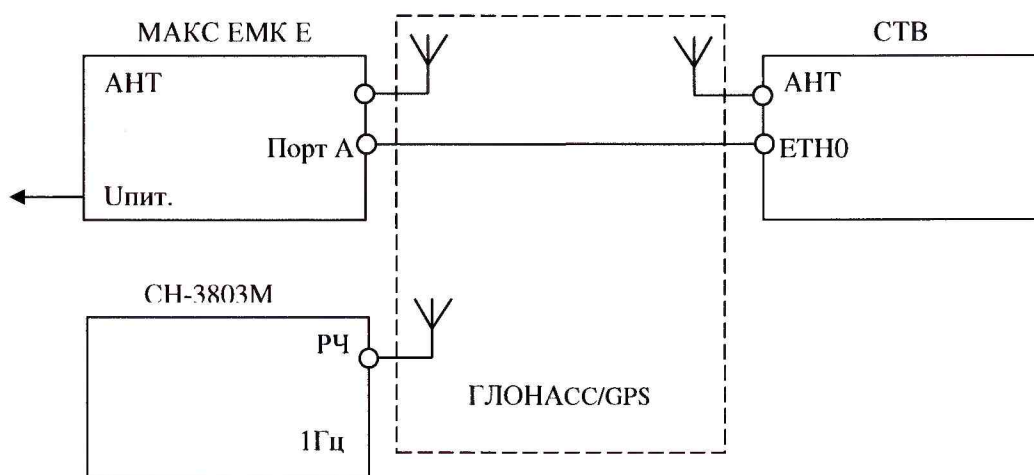 МАКС ЕМК Е
СТВ
АНТ
АНТ
Порт А
ETH0
Uпит.
СН-3803М
РЧ
ГЛОНАСС/GPS
1Гц